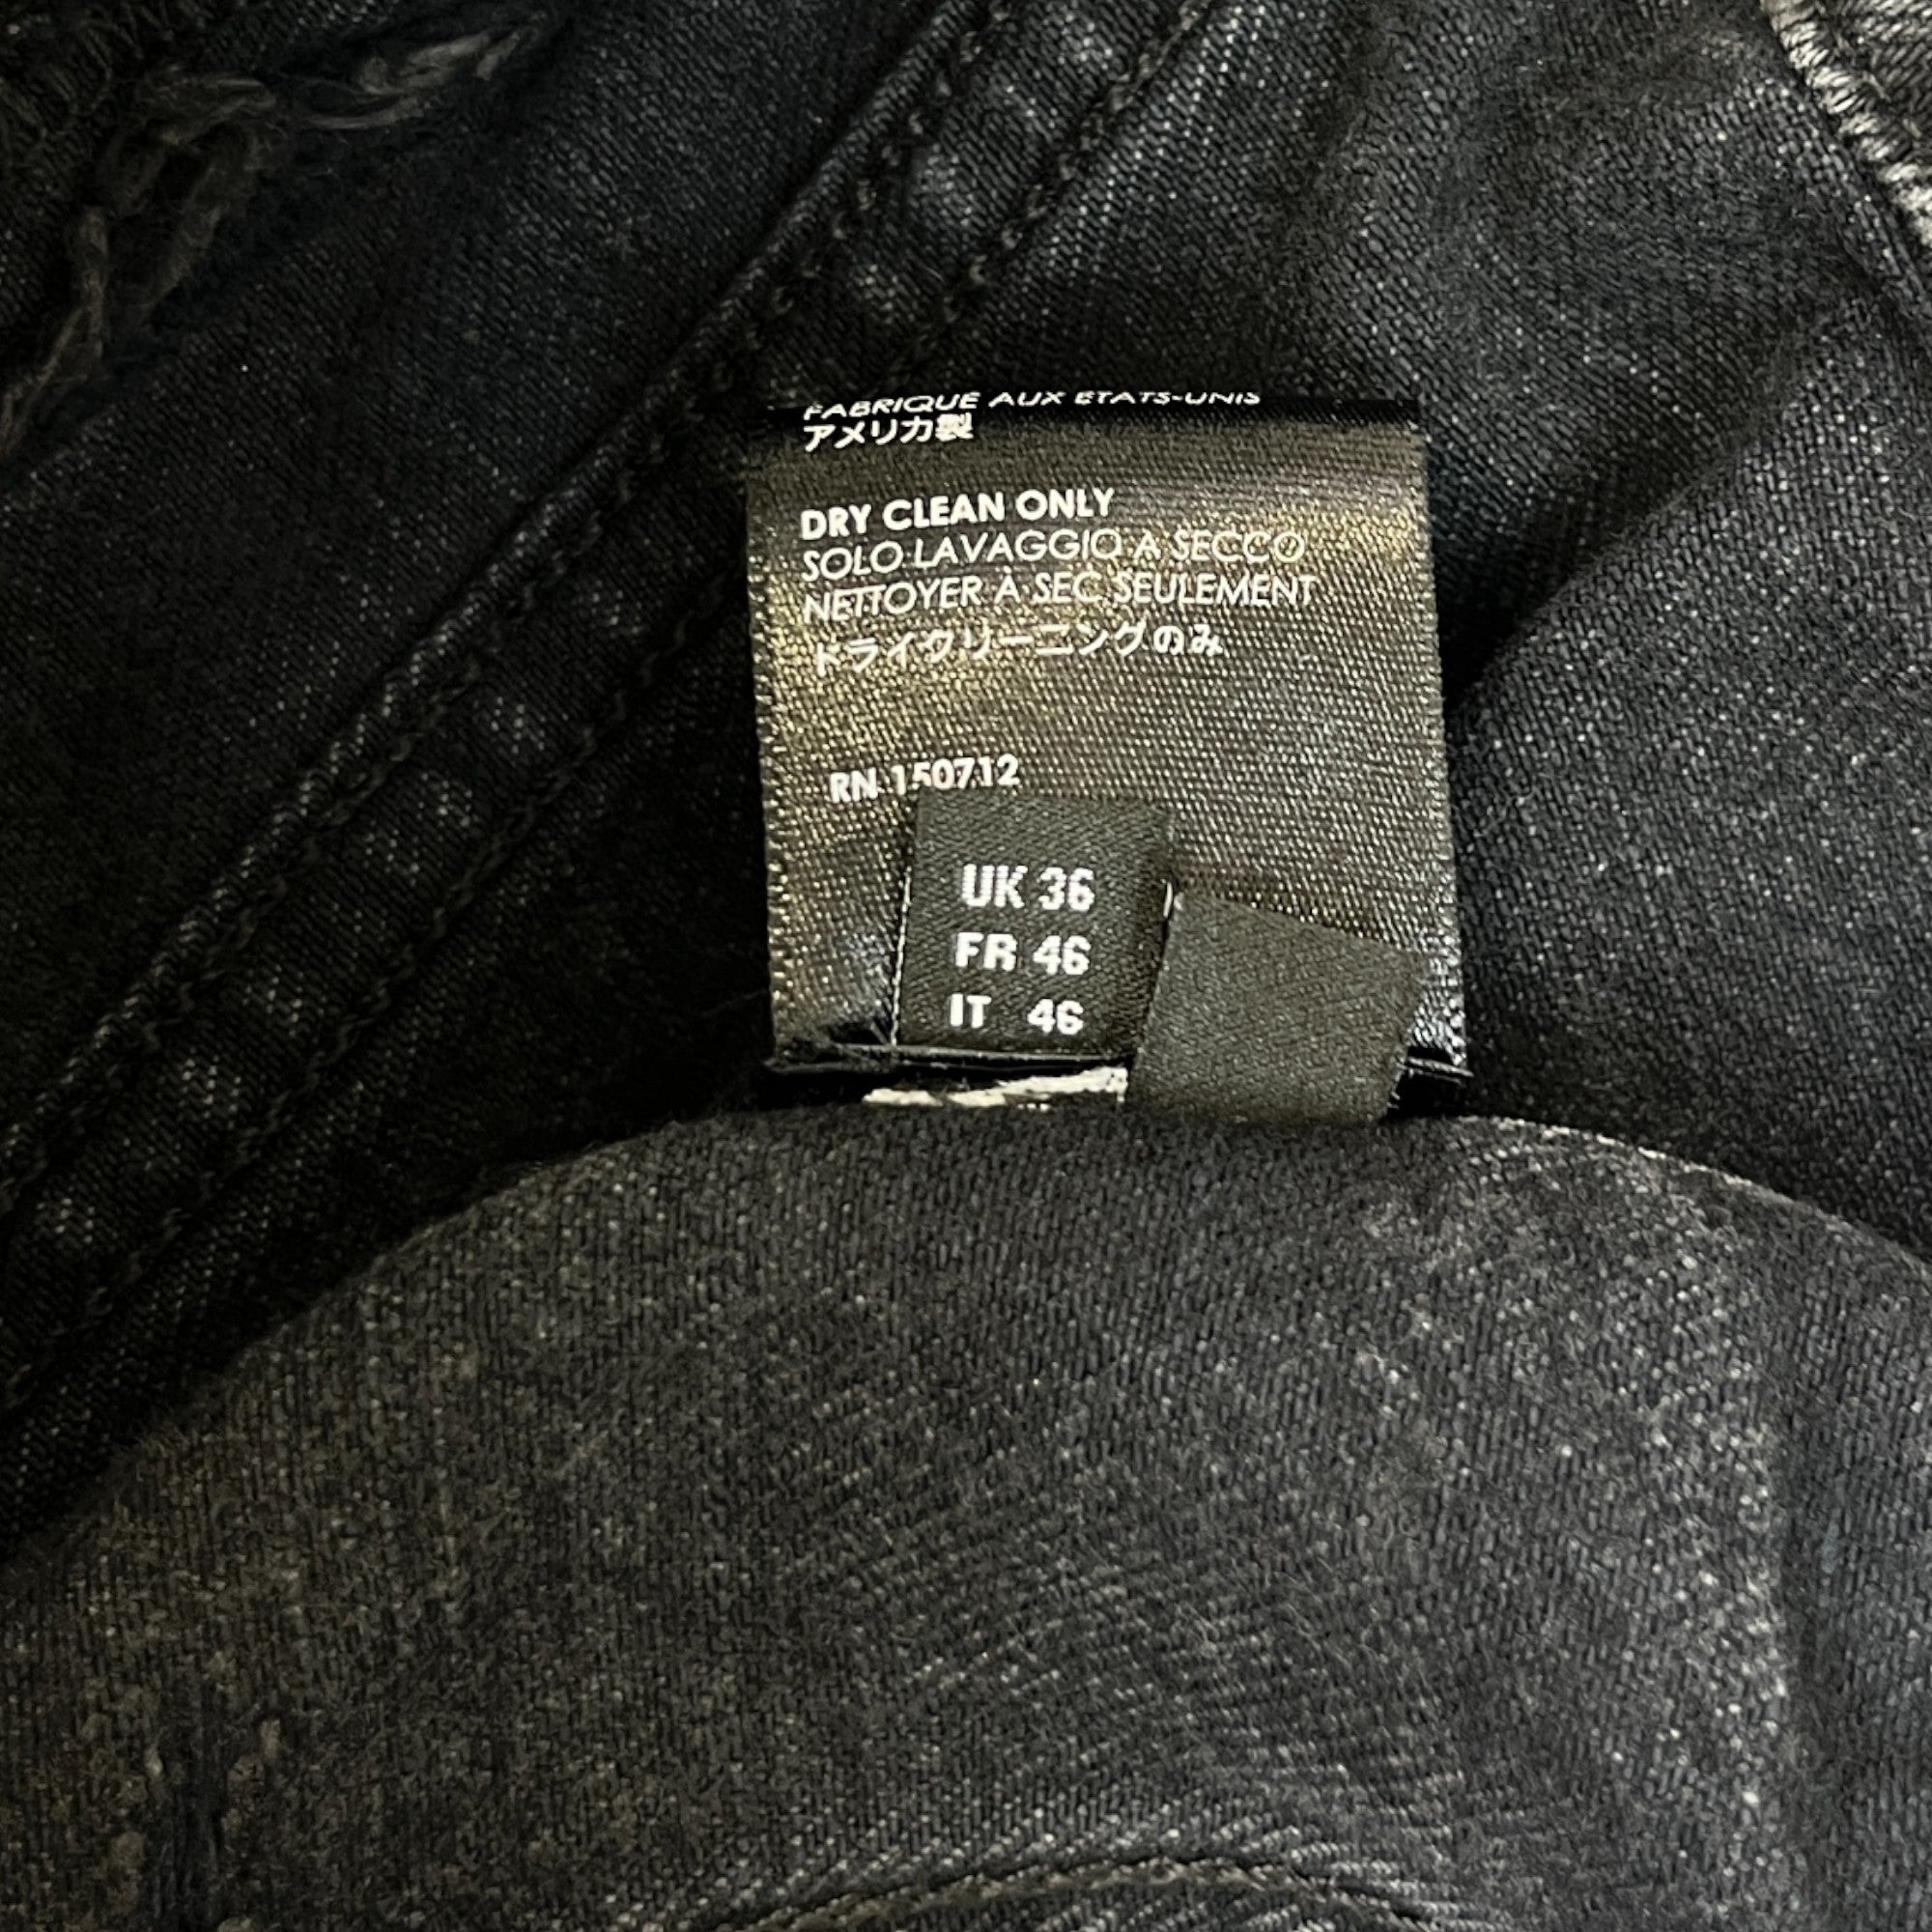 FABRIQUE AUX ETATS-UNIS
アメリカ製
DRY CLEAN ONLY
SOLO LAVAGGIO A SECCO
NETTOYER À SEC SEULEMENT
ドライクリーニングのみ
RN 150712
UK 36
FR 46
IT 46